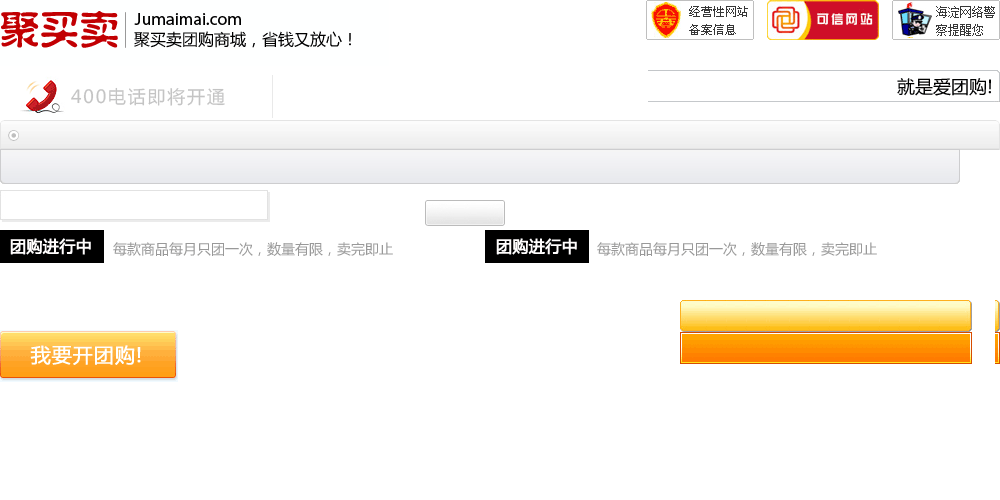 聚买卖
Jumaimai.com
聚买卖团购商城，省钱又放心！
经营性网站
备案信息
可信网站
海淀网络警
察提醒您
400电话即将开通
就是爱团购!
团购进行中
每款商品每月只团一次，数量有限，卖完即止
团购进行中
每款商品每月只团一次，数量有限，卖完即止
我要开团购!